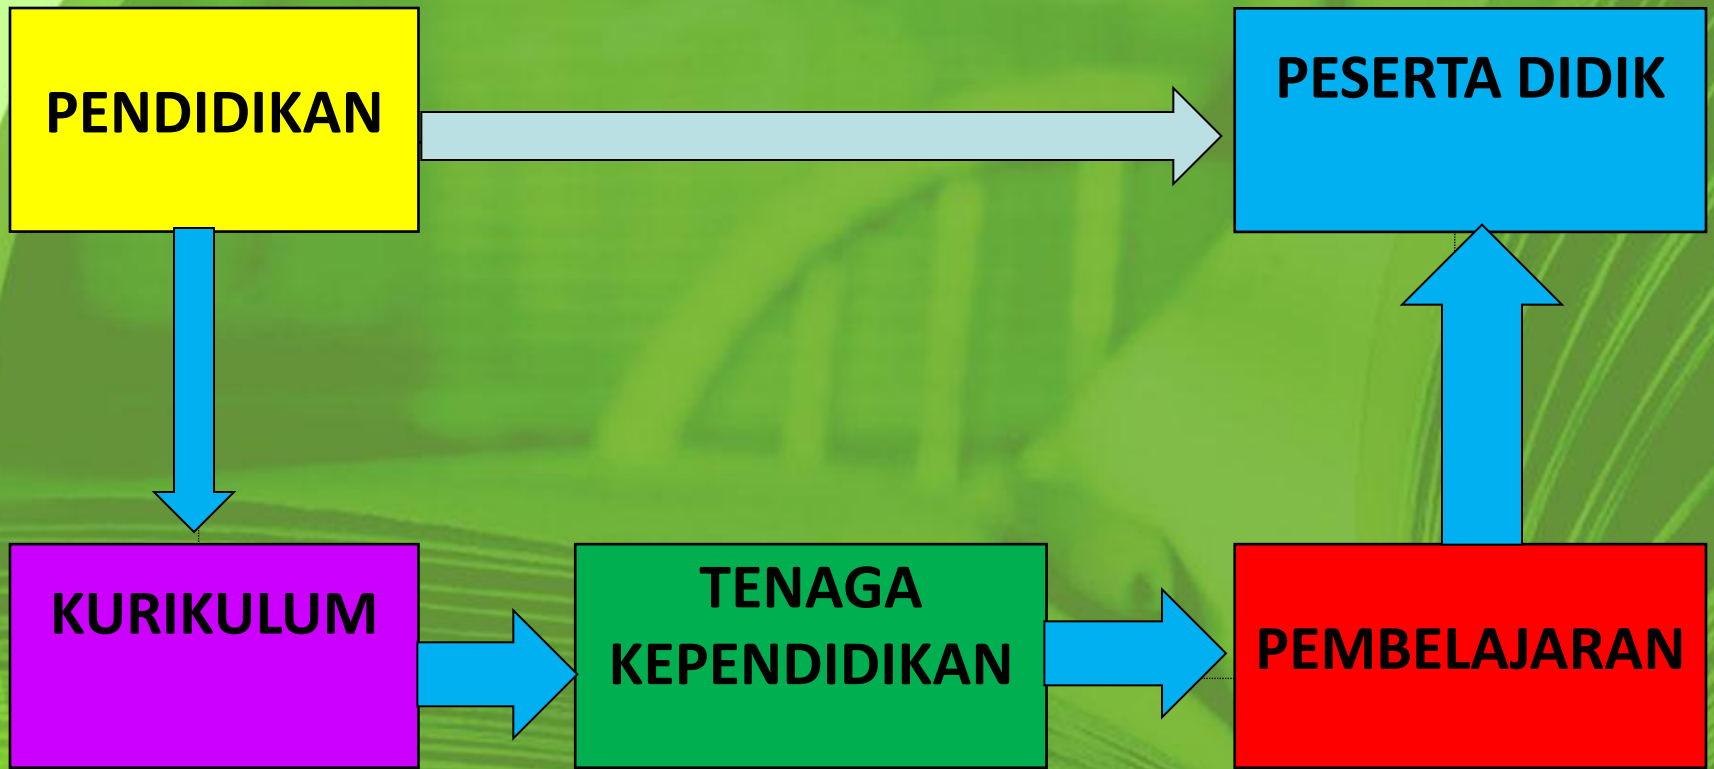 PENDIDIKAN
PESERTA DIDIK
KURIKULUM
TENAGA
KEPENDIDIKAN
PEMBELAJARAN